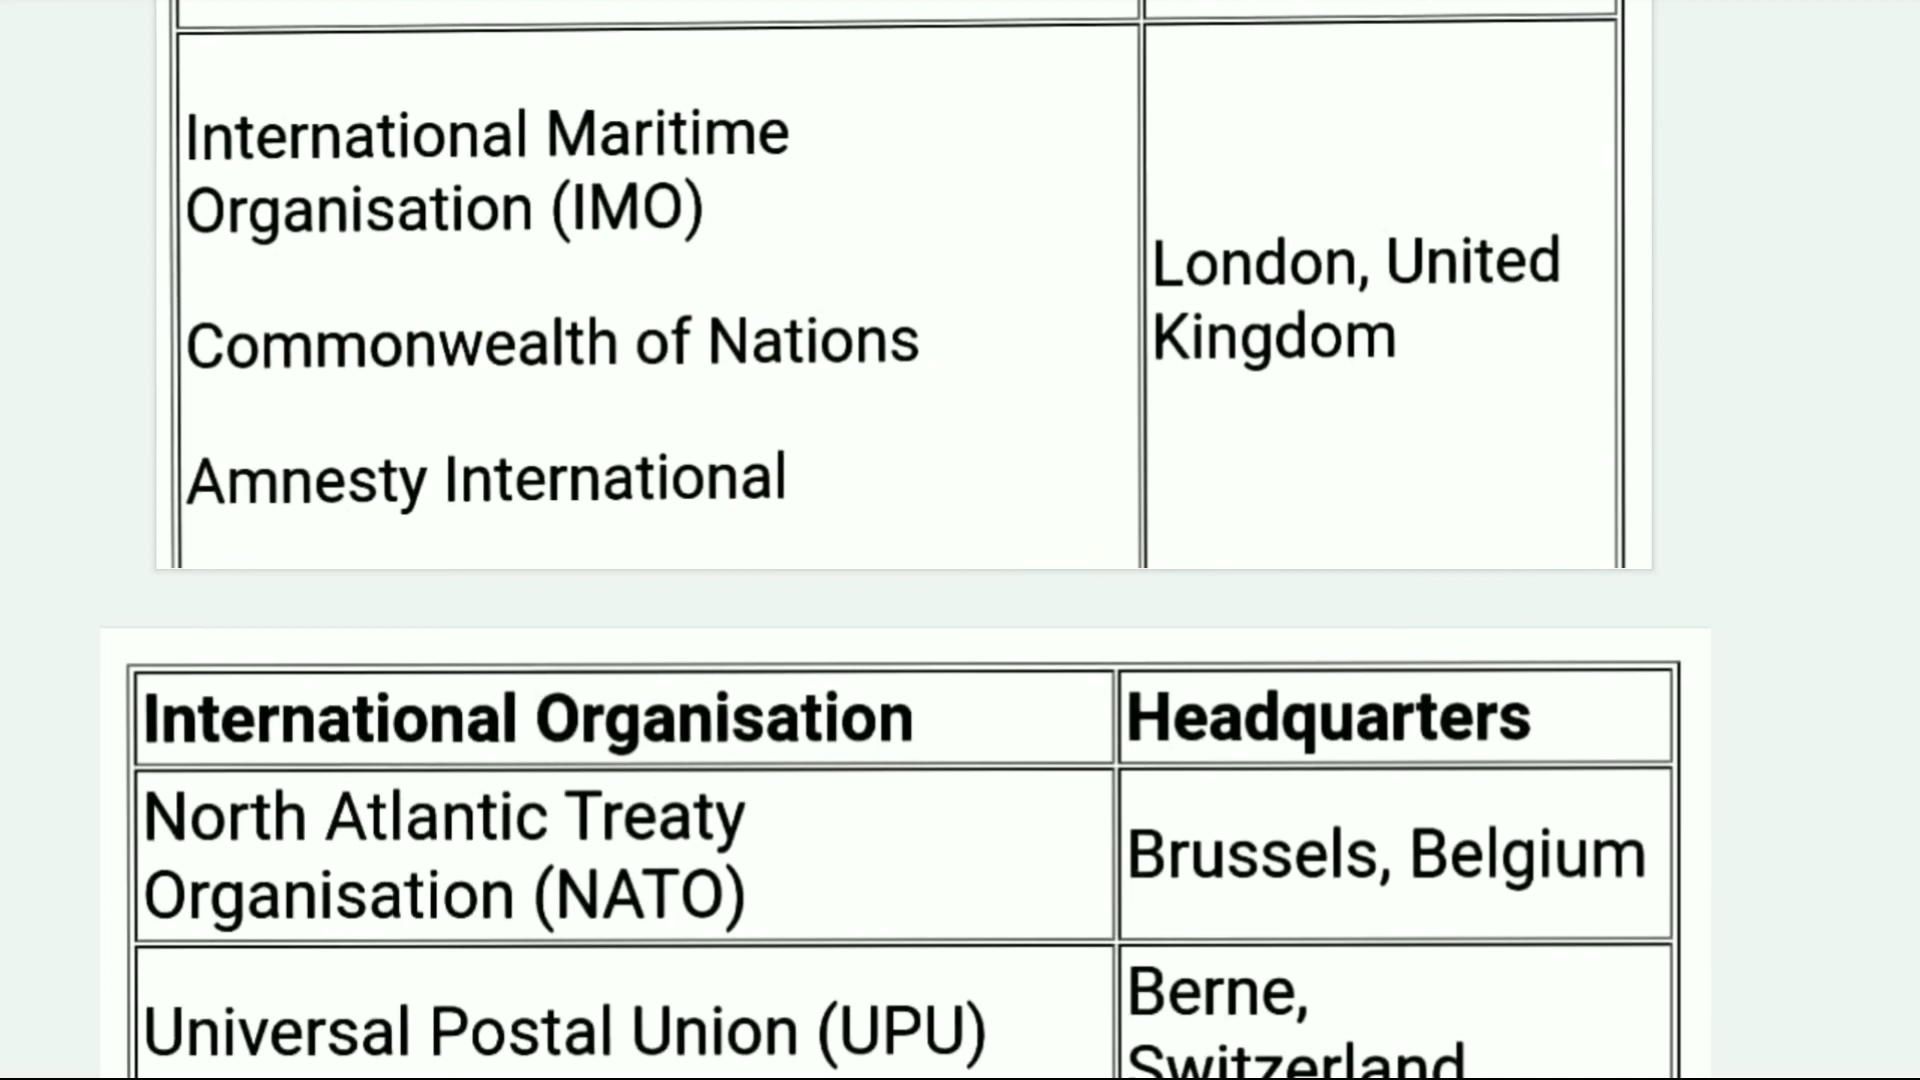 International Maritime
Organisation (IMO)
Commonwealth of Nations
Amnesty International
London, United
Kingdom
International Organisation Headquarters
North Atlantic Treaty
Organisation (NATO)
Brussels, Belgium
Universal Postal Union (UPU)
Berne,
Switzerland